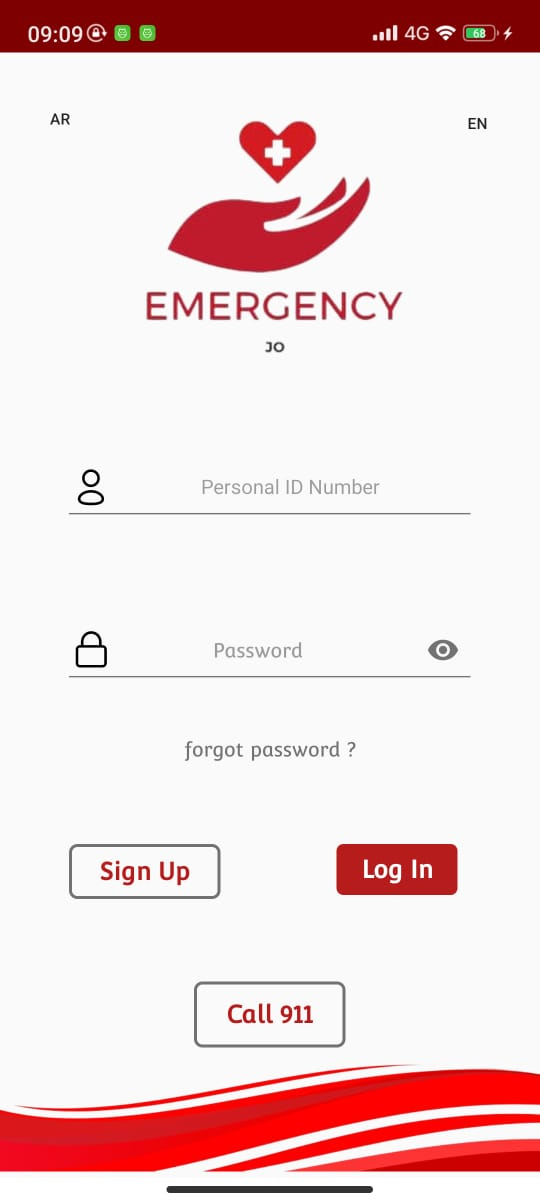 09:09 4G 68
AR
EN
EMERGENCY
JO
Personal ID Number
Password
forgot password ?
Sign Up
Log In
Call 911